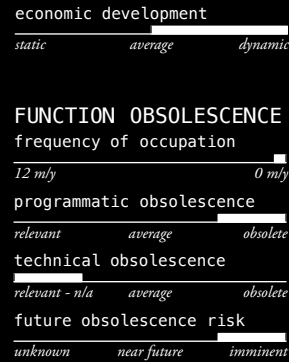 economic development
static average dynamic
FUNCTION OBSOLESCENCE
frequency of occupation
12 m/y 0 m/y
programmatic obsolescence
relevant average obsolete
technical obsolescence
relevant - n/a average obsolete
future obsolescence risk
unknown near future imminent